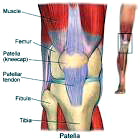 Muscle
Femur
Patella
(kneecap)
Patellar
tendon
Fibula
Tibia
Patella